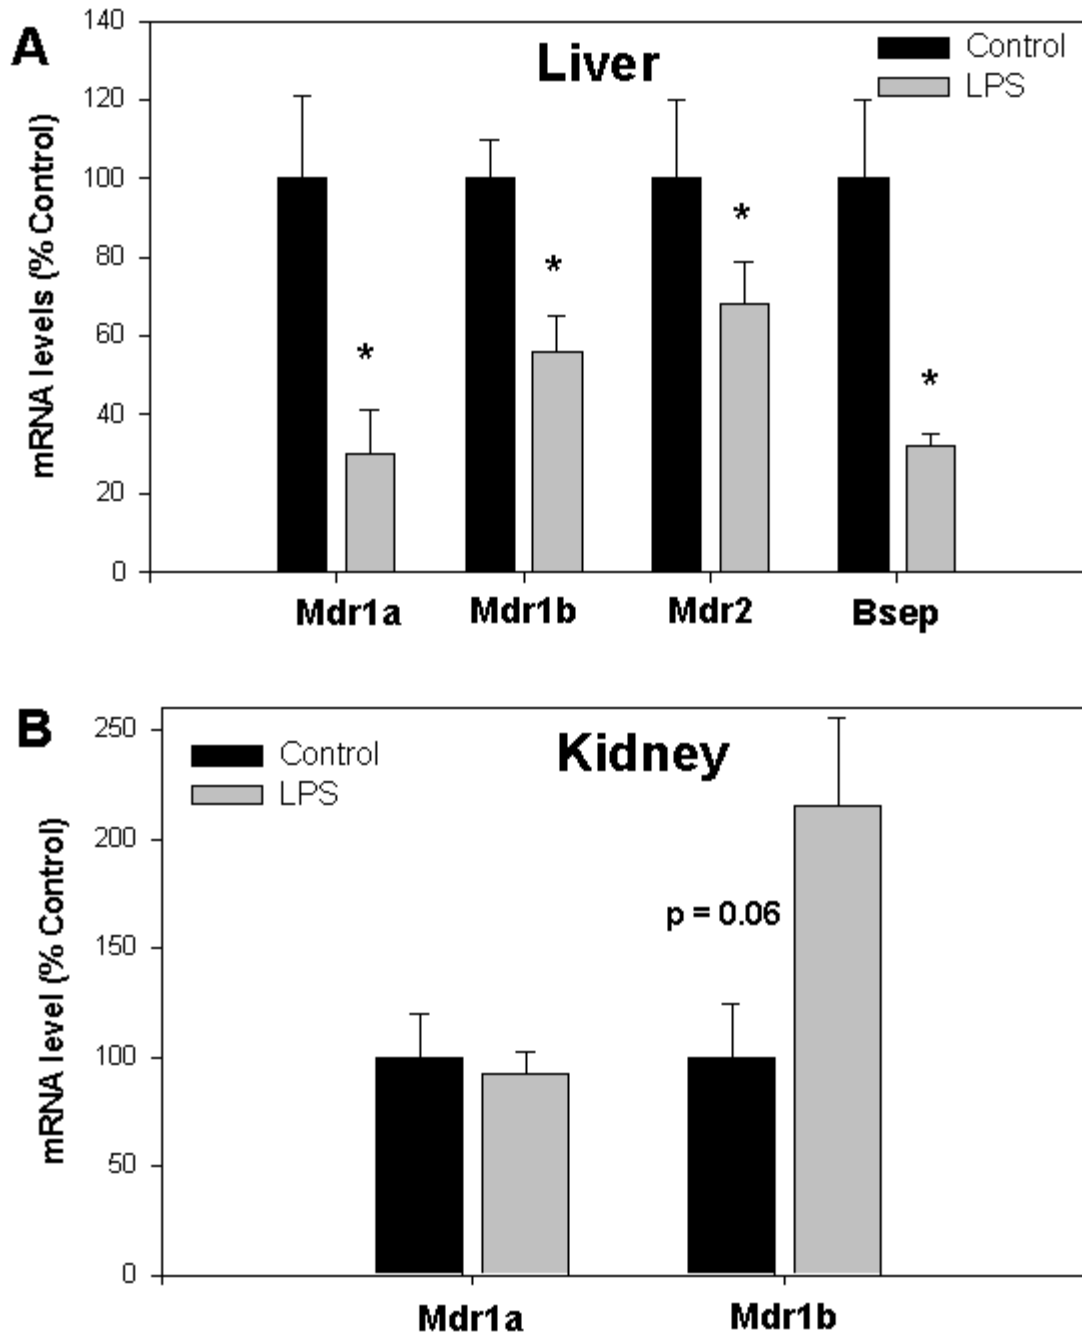 A
Liver
Control
LPS
mRNA levels (% Control)
140
120
100
80
60
40
20
0
*
*
*
*
Mdr1a
Mdr1b
Mdr2
Bsep
B
Kidney
Control
LPS
mRNA level (% Control)
250
200
150
100
50
0
p = 0.06
Mdr1a
Mdr1b